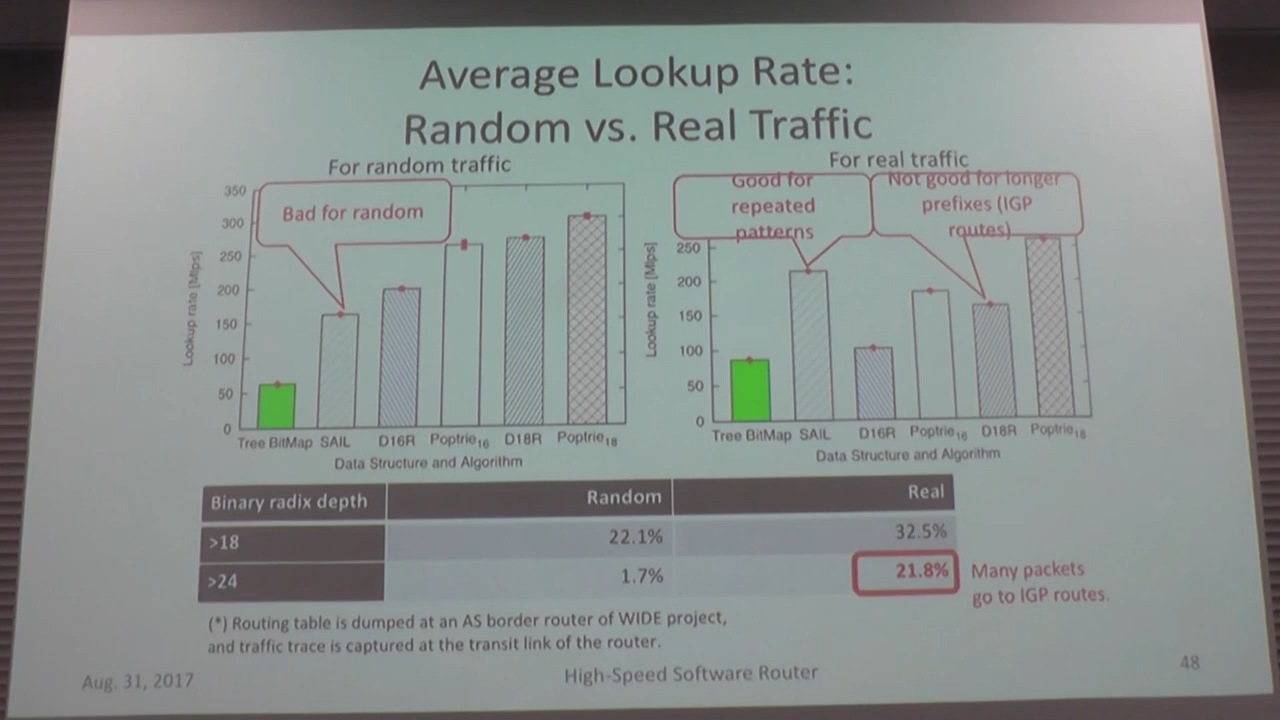 Average Lookup Rate:
Random vs. Real Traffic
For random traffic
350
300
250
200
150
100
50
0
Lookup rate [Mlps]
Bad for random
Tree BitMap SAIL D16R Poptrie16 D18R Poptrie18
Data Structure and Algorithm
For real traffic
Good for
repeated
patterns
Not good for longer
prefixes (IGP
routes)
250
200
150
100
50
0
Lookup rate [Mlps]
Tree BitMap SAIL D16R Poptrie16 D18R Poptrie18
Data Structure and Algorithm
Binary radix depth Random Real
>18 22.1% 32.5%
>24 1.7% 21.8%
Many packets
go to IGP routes.
(*) Routing table is dumped at an AS border router of WIDE project,
and traffic trace is captured at the transit link of the router.
Aug. 31, 2017 High-Speed Software Router 48